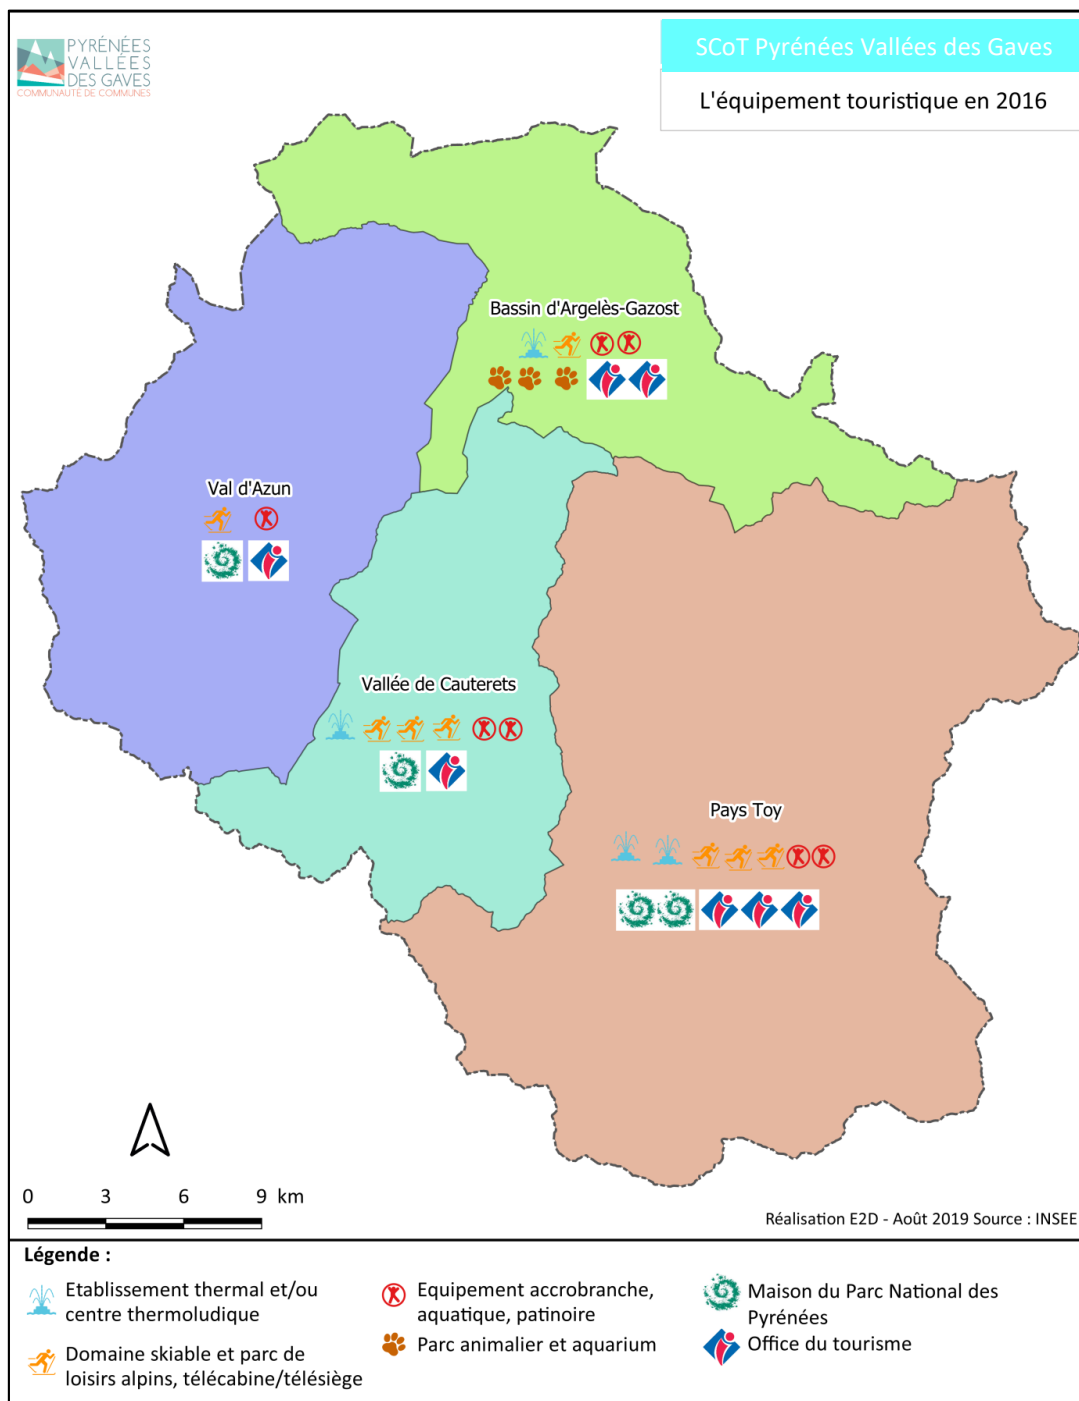 PYRÉNÉES
VALLÉES
DES GAVES
COMMUNAUTÉ DE COMMUNES
SCoT Pyrénées Vallées des Gaves
L'équipement touristique en 2016
Bassin d'Argelès-Gazost
Val d'Azun
Vallée de Cauterets
Pays Toy
0 3 6 9 km
Réalisation E2D - Août 2019 Source : INSEE
Légende :
Etablissement thermal et/ou
centre thermoludique
Domaine skiable et parc de
loisirs alpins, télécabine/télésiège
Equipement accrobranche,
aquatique, patinoire
Parc animalier et aquarium
Maison du Parc National des
Pyrénées
Office du tourisme